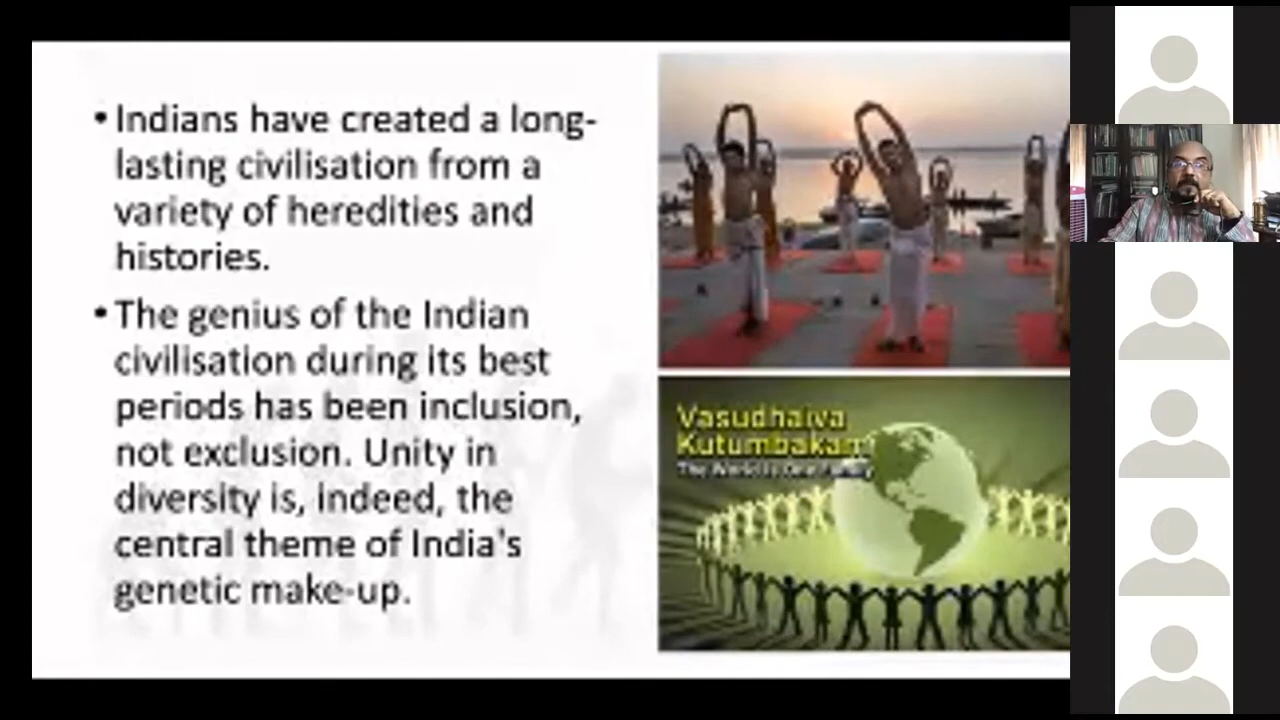 • Indians have created a long-
lasting civilisation from a
variety of heredities and
histories.
• The genius of the Indian
civilisation during its best
periods has been inclusion,
not exclusion. Unity in
diversity is, indeed, the
central theme of India's
genetic make-up.
Vasudhaiva
Kutumbakam
The World is One Family